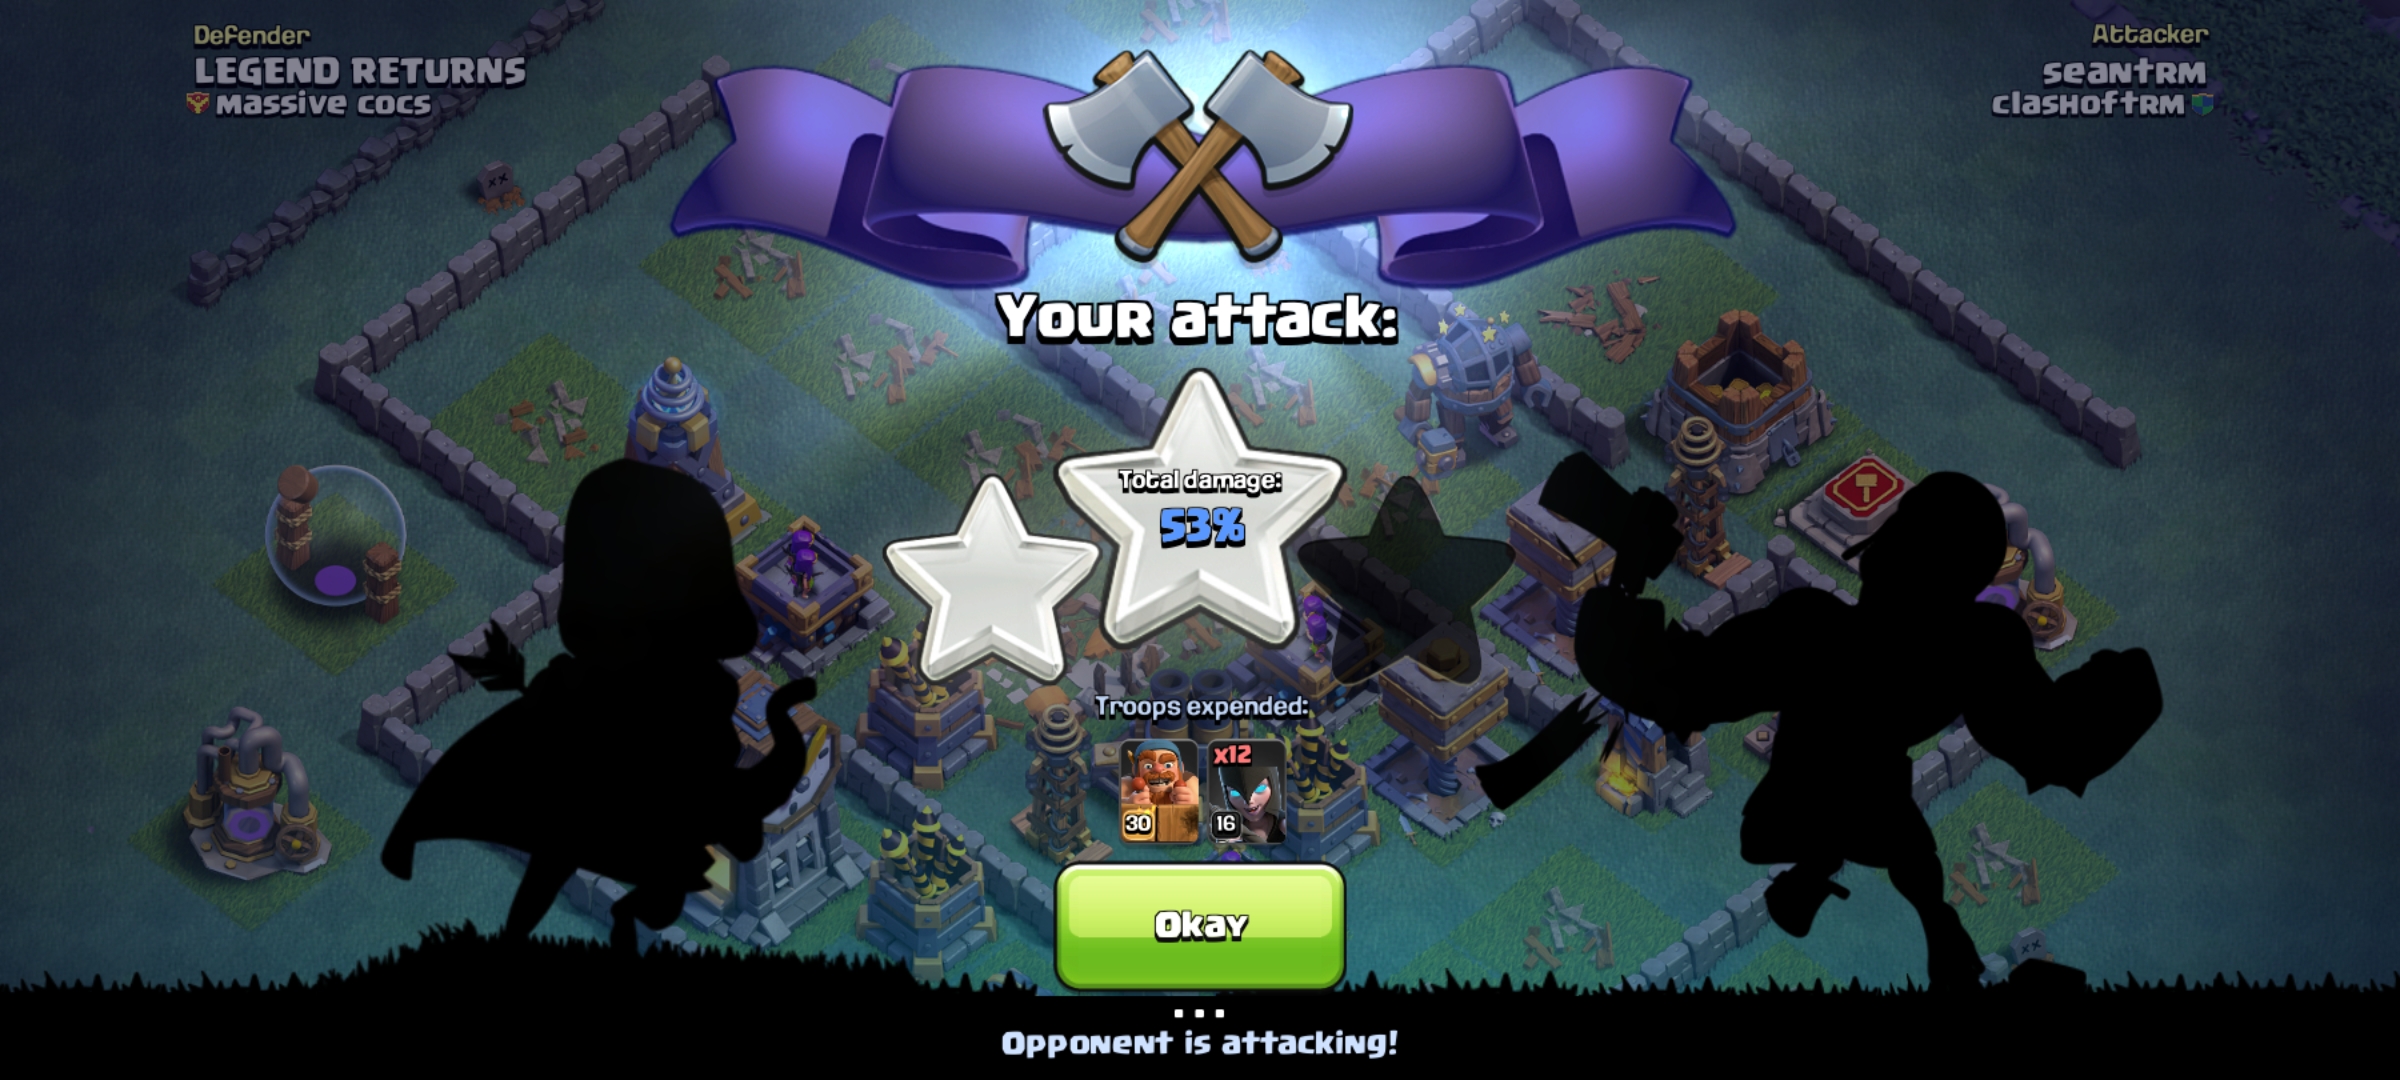 Defender
LEGEND RETURNS
Massive cocs
Attacker
seantRM
clashoftRM
Your attack:
Total damage:
53%
Troops expended:
x12
30
16
Okay
Opponent is attacking!